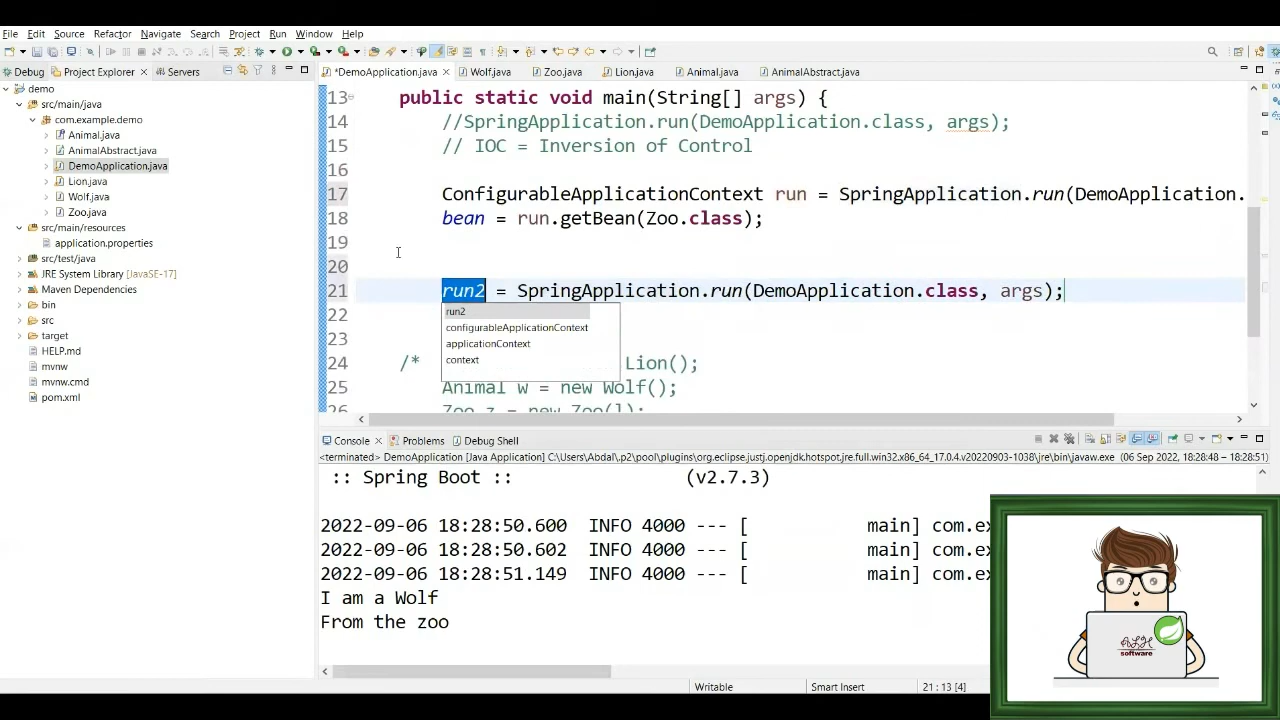 File Edit Source Refactor Navigate Search Project Run Window Help
Debug Project Explorer Servers
*DemoApplication.java Wolf.java Zoo.java Lion.java Animal.java AnimalAbstract.java
demo
src/main/java
com.example.demo
Animal.java
AnimalAbstract.java
DemoApplication.java
Lion.java
Wolf.java
Zoo.java
src/main/resources
application.properties
src/test/java
JRE System Library [JavaSE-17]
Maven Dependencies
bin
src
target
HELP.md
mvnw
mvnw.cmd
pom.xml
13 public static void main(String[] args) {
14 //SpringApplication.run(DemoApplication.class, args);
15 // IOC = Inversion of Control
16
17 ConfigurableApplicationContext run = SpringApplication.run(DemoApplication.
18 bean = run.getBean(Zoo.class);
19
20
21 run2 = SpringApplication.run(DemoApplication.class, args);
22
23
24 /* Lion();
25 Animal w = new Wolf();
26 Zoo z = new Zoo(l);
run2
configurableApplicationContext
applicationContext
context
Console Problems Debug Shell
<terminated> DemoApplication [Java Application] C:\Users\Abdal\.p2\pool\plugins\org.eclipse.justj.openjdk.hotspot.jre.full.win32.x86_64_17.0.4.v20220903-1038\jre\bin\javaw.exe (06 Sep 2022, 18:28:48 – 18:28:51)
:: Spring Boot :: (v2.7.3)
2022-09-06 18:28:50.600 INFO 4000 --- [ main] com.ex
2022-09-06 18:28:50.602 INFO 4000 --- [ main] com.ex
2022-09-06 18:28:51.149 INFO 4000 --- [ main] com.ex
I am a Wolf
From the zoo
software
Writable Smart Insert 21 : 13 [4]